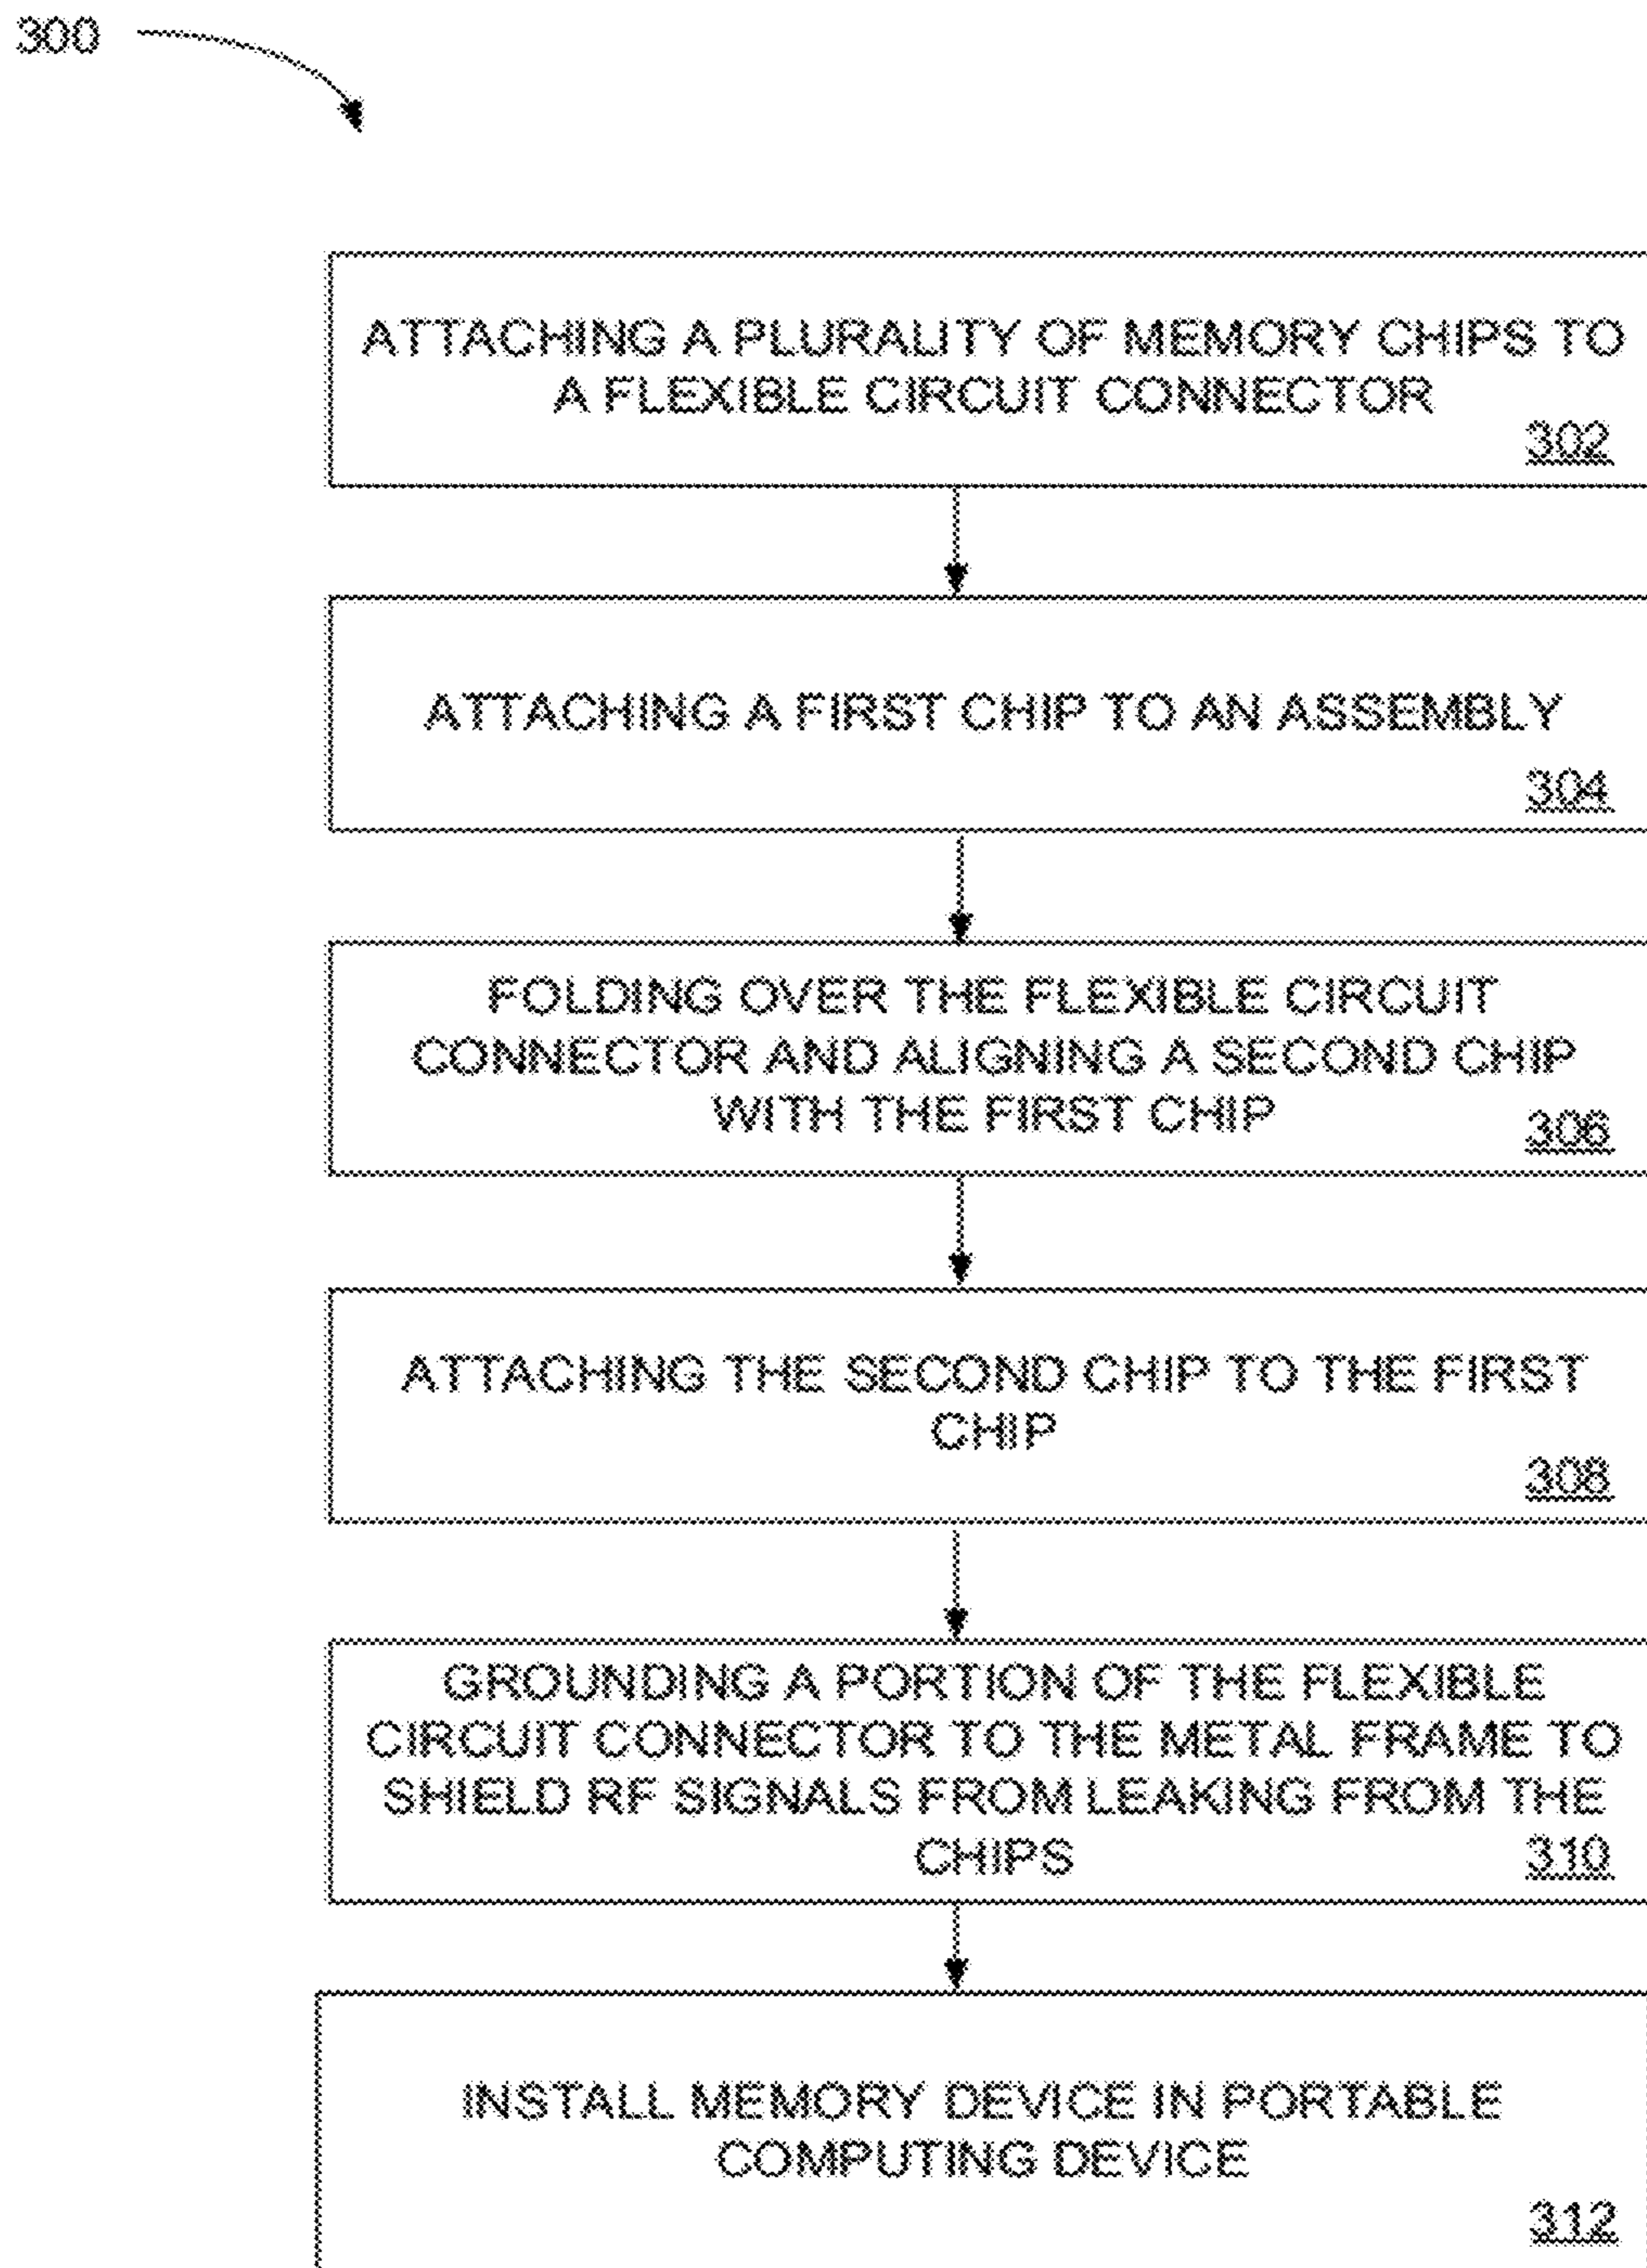 300
ATTACHING A PLURALITY OF MEMORY CHIPS TO
A FLEXIBLE CIRCUIT CONNECTOR
302
ATTACHING A FIRST CHIP TO AN ASSEMBLY
304
FOLDING OVER THE FLEXIBLE CIRCUIT
CONNECTOR AND ALIGNING A SECOND CHIP
WITH THE FIRST CHIP
306
ATTACHING THE SECOND CHIP TO THE FIRST
CHIP
308
GROUNDING A PORTION OF THE FLEXIBLE
CIRCUIT CONNECTOR TO THE METAL FRAME TO
SHIELD RF SIGNALS FROM LEAKING FROM THE
CHIPS
310
INSTALL MEMORY DEVICE IN PORTABLE
COMPUTING DEVICE
312